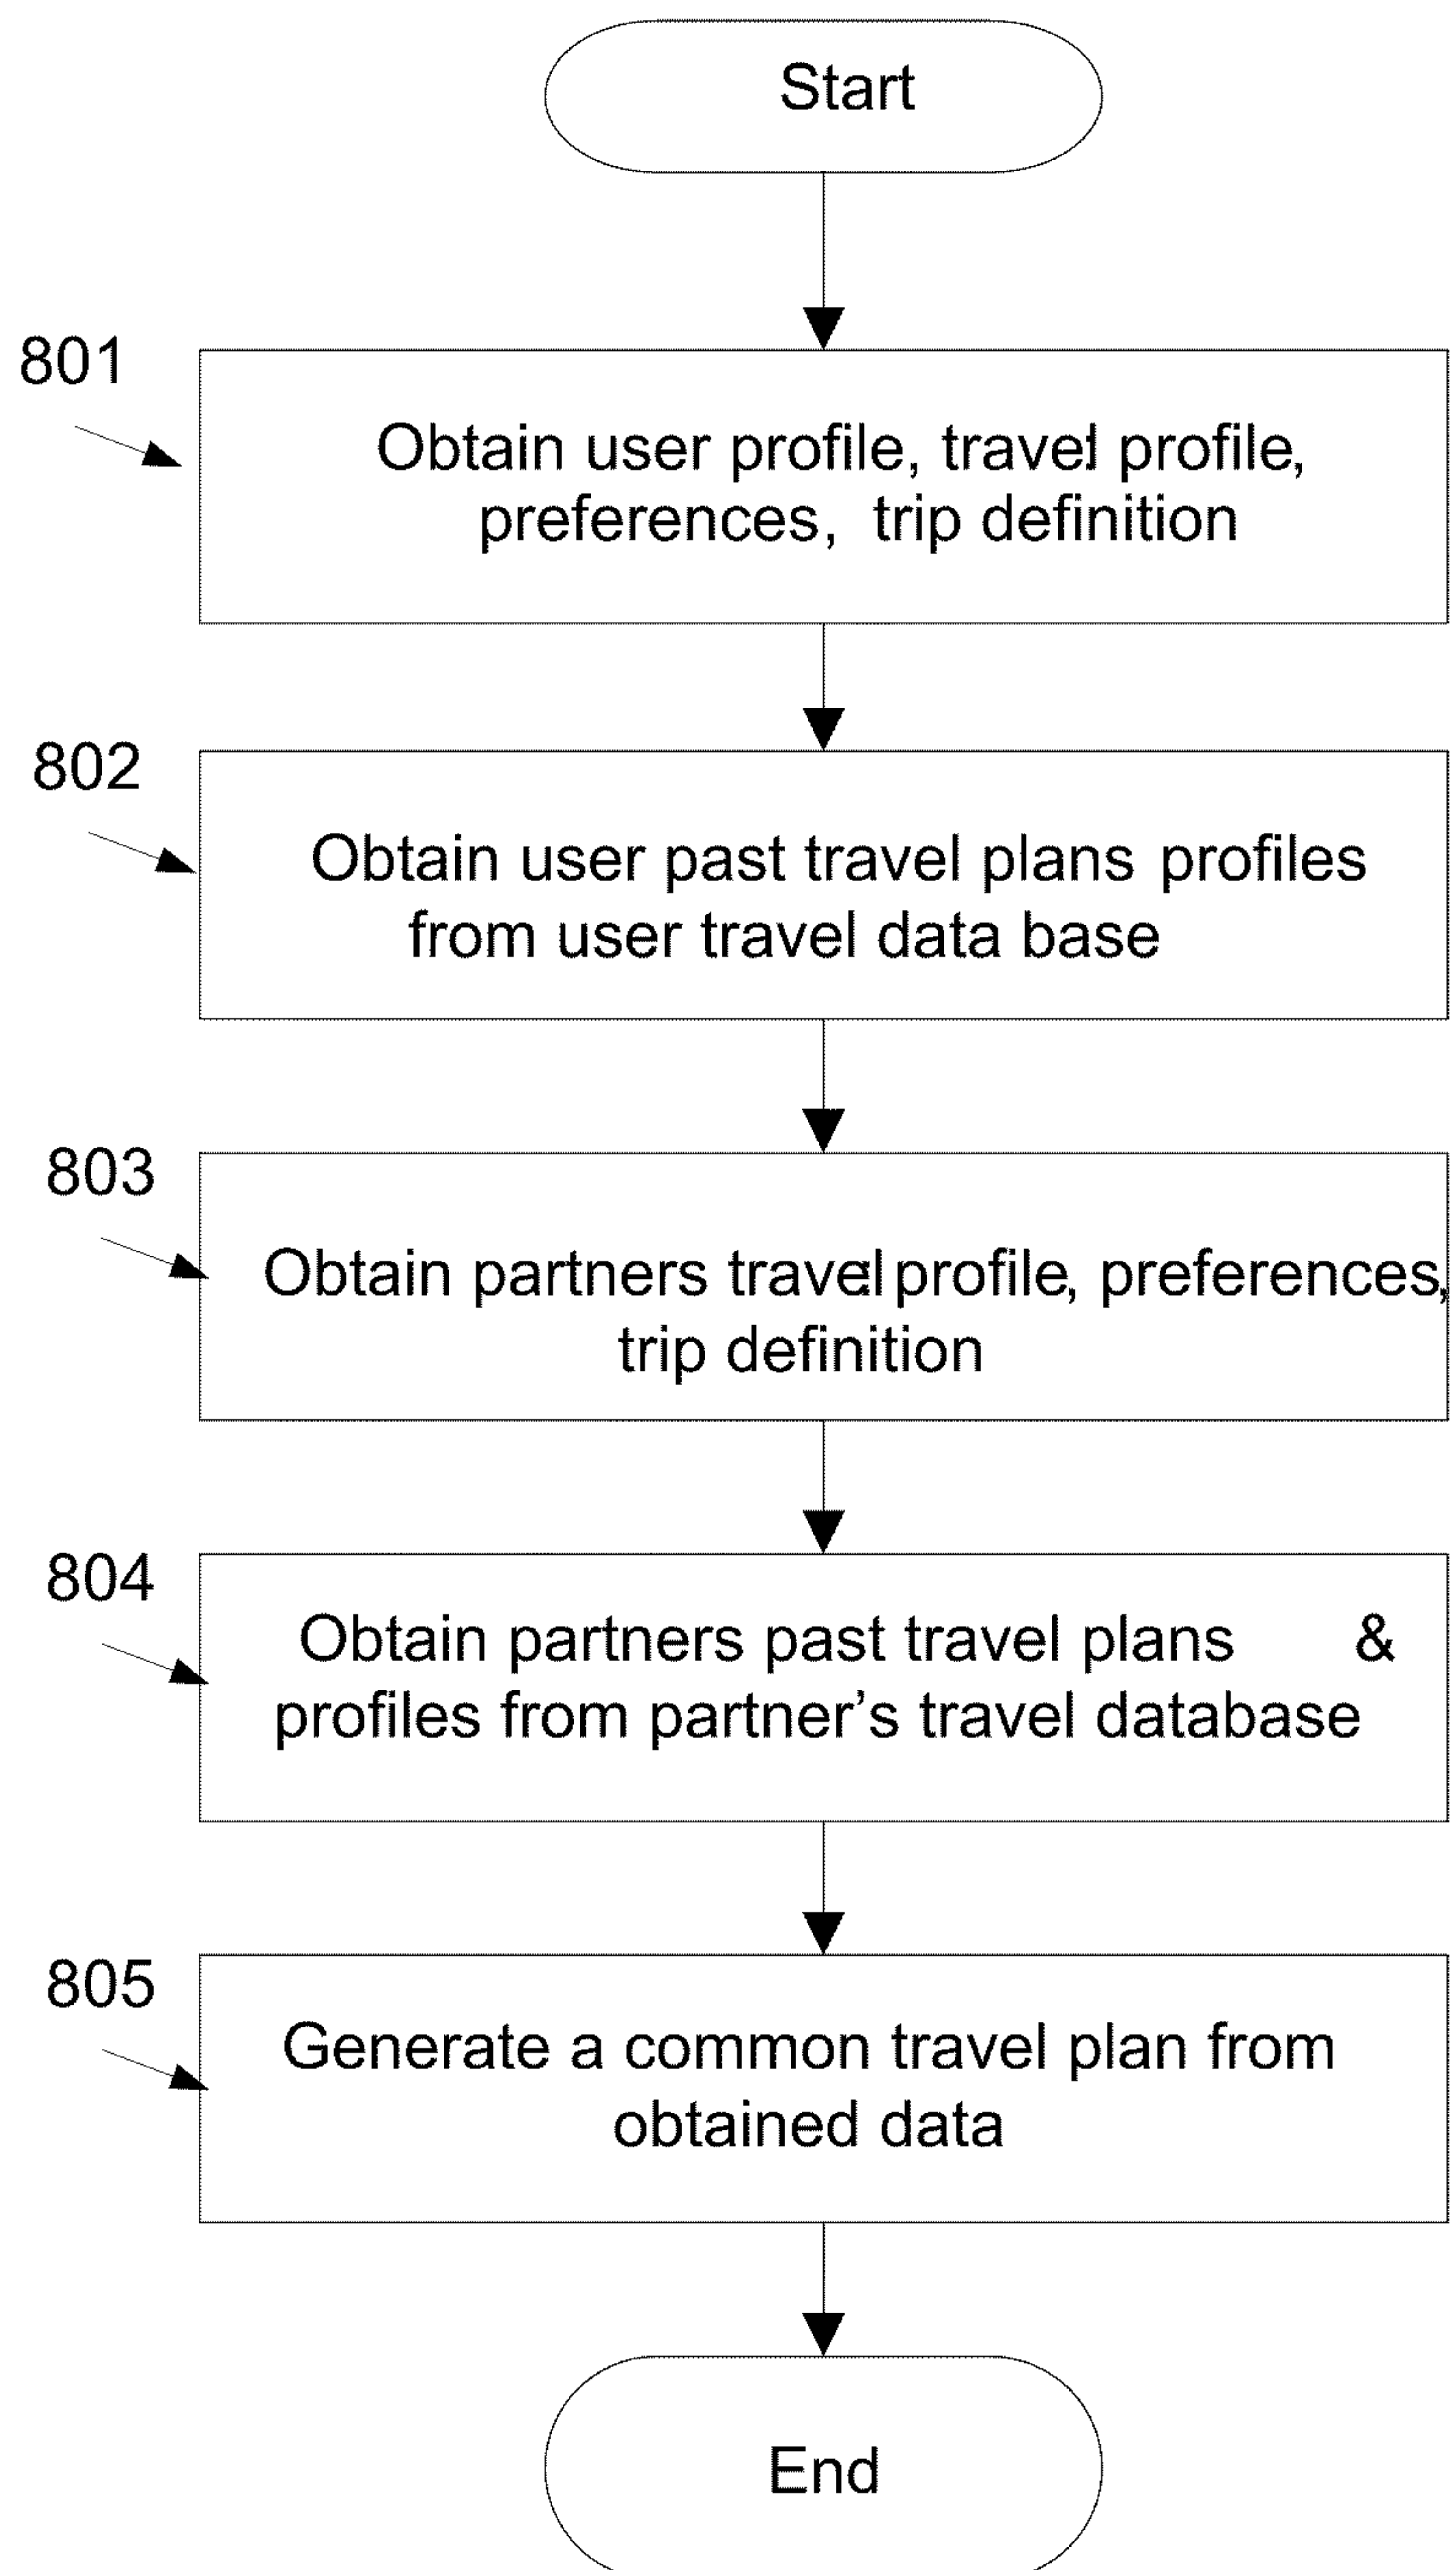 Start
801
Obtain user profile, travel profile,
preferences, trip definition
802
Obtain user past travel plans profiles
from user travel data base
803
Obtain partners travel profile, preferences,
trip definition
804
Obtain partners past travel plans &
profiles from partner's travel database
805
Generate a common travel plan from
obtained data
End